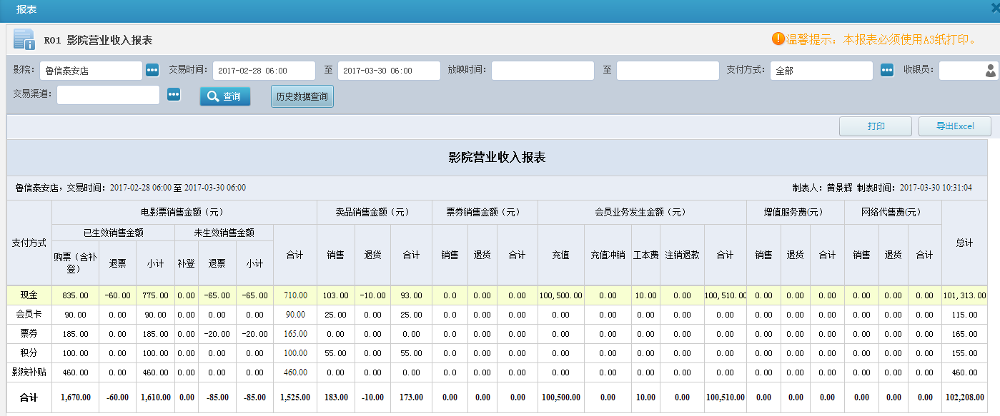 报表
R01 影院营业收入报表
温馨提示：本报表必须使用A3纸打印。
影院： 鲁信泰安店 交易时间： 2017-02-28 06:00 至 2017-03-30 06:00 放映时间： 至 支付方式： 全部 收银员：
交易渠道： 查询 历史数据查询
打印 导出Excel
影院营业收入报表
鲁信泰安店，交易时间：2017-02-28 06:00 至 2017-03-30 06:00 制表人：黄景辉 制表时间：2017-03-30 10:31:04
支付方式 电影票销售金额（元） 卖品销售金额（元） 票券销售金额（元） 会员业务发生金额（元） 增值服务费(元） 网络代售费(元） 总计
已生效销售金额 未生效销售金额 合计 销售 退货 合计 销售 退货 合计 充值 充值冲销 工本费 注销退款 合计 销售 退货 合计 销售 退货 合计
购票（含补登） 退票 小计 补登 退票 小计
现金 835.00 -60.00 775.00 0.00 -65.00 -65.00 710.00 103.00 -10.00 93.00 0.0 0.00 0.00 100,500.00 0.00 10.00 0.00 100,510.00 0.00 0.00 0.00 0.00 0.00 0.00 101,313.00
会员卡 90.00 0.00 90.00 0.00 0.00 0.00 90.00 25.00 0.00 25.00 0.0 0.00 0.00 0.00 0.00 0.00 0.00 0.00 0.00 0.00 0.00 0.00 0.00 0.00 115.00
票券 185.00 0.00 185.00 0.00 -20.00 -20.00 165.00 0.00 0.00 0.00 0.0 0.00 0.00 0.00 0.00 0.00 0.00 0.00 0.00 0.00 0.00 0.00 0.00 0.00 165.00
积分 100.00 0.00 100.00 0.00 0.00 0.00 100.00 55.00 0.00 55.00 0.0 0.00 0.00 0.00 0.00 0.00 0.00 0.00 0.00 0.00 0.00 0.00 0.00 0.00 155.00
影院补贴 460.00 0.00 460.00 0.00 0.00 0.00 460.00 0.00 0.00 0.00 0.0 0.00 0.00 0.00 0.00 0.00 0.00 0.00 0.00 0.00 0.00 0.00 0.00 0.00 460.00
合计 1,670.00 -60.00 1,610.00 0.00 -85.00 -85.00 1,525.00 183.00 -10.00 173.00 0.00 0.00 0.00 100,500.00 0.00 10.00 0.00 100,510.00 0.00 0.00 0.00 0.00 0.00 0.00 102,208.00